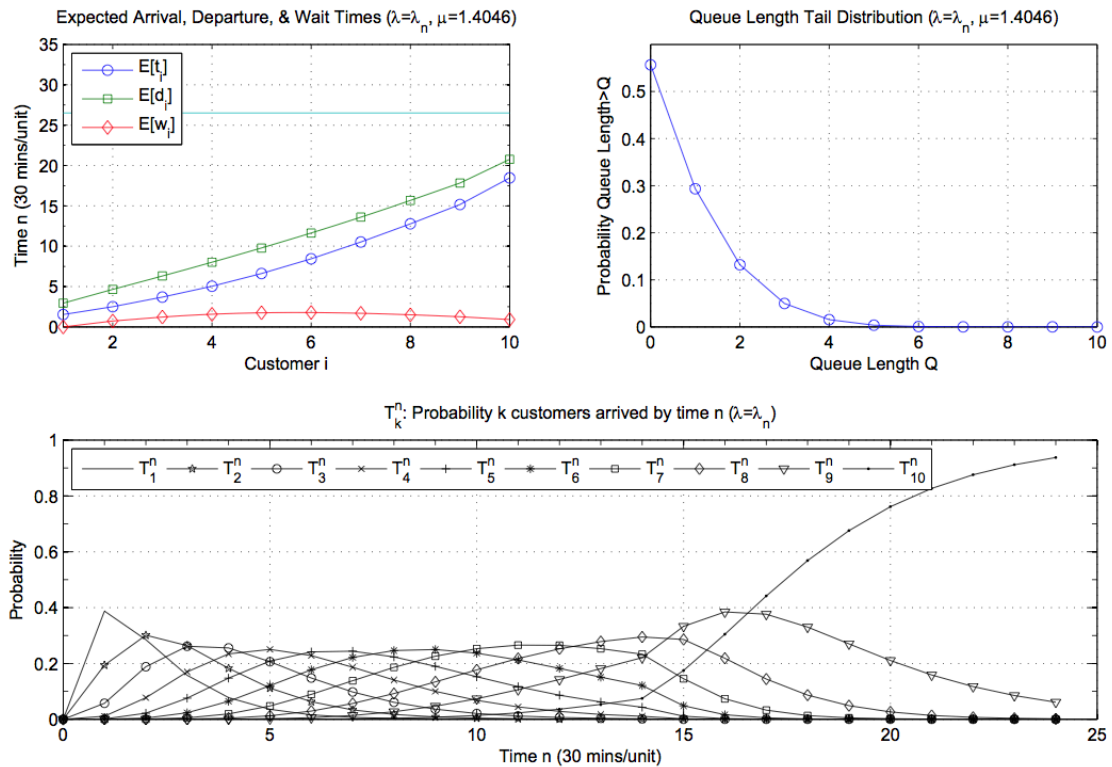 Expected Arrival, Departure, & Wait Times (λ=λn, μ=1.4046)
35
30
25
20
15
10
5
0
Time n (30 mins/unit)
E[ti]
E[di]
E[wi]
2 4 6 8 10
Customer i
Queue Length Tail Distribution (λ=λn, μ=1.4046)
0.5
0.4
0.3
0.2
0.1
0
Probability Queue Length>Q
0 2 4 6 8 10
Queue Length Q
Tkn: Probability k customers arrived by time n (λ=λn)
1
0.8
0.6
0.4
0.2
0
Probability
T1n T2n T3n T4n T5n T6n T7n T8n T9n T10n
0 5 10 15 20 25
Time n (30 mins/unit)